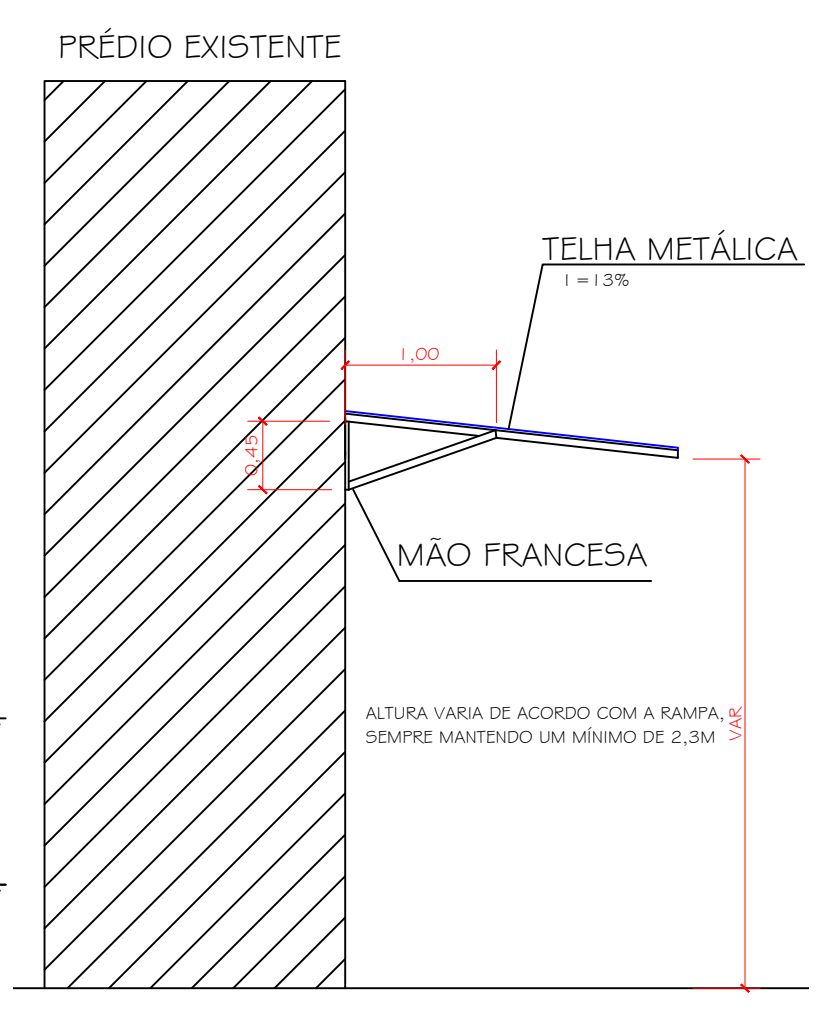 PRÉDIO EXISTENTE
TELHA METÁLICA
I=13%
1,00
0,45
MÃO FRANCESA
ALTURA VARIA DE ACORDO COM A RAMPA,
SEMPRE MANTENDO UM MÍNIMO DE 2,3M
VAR